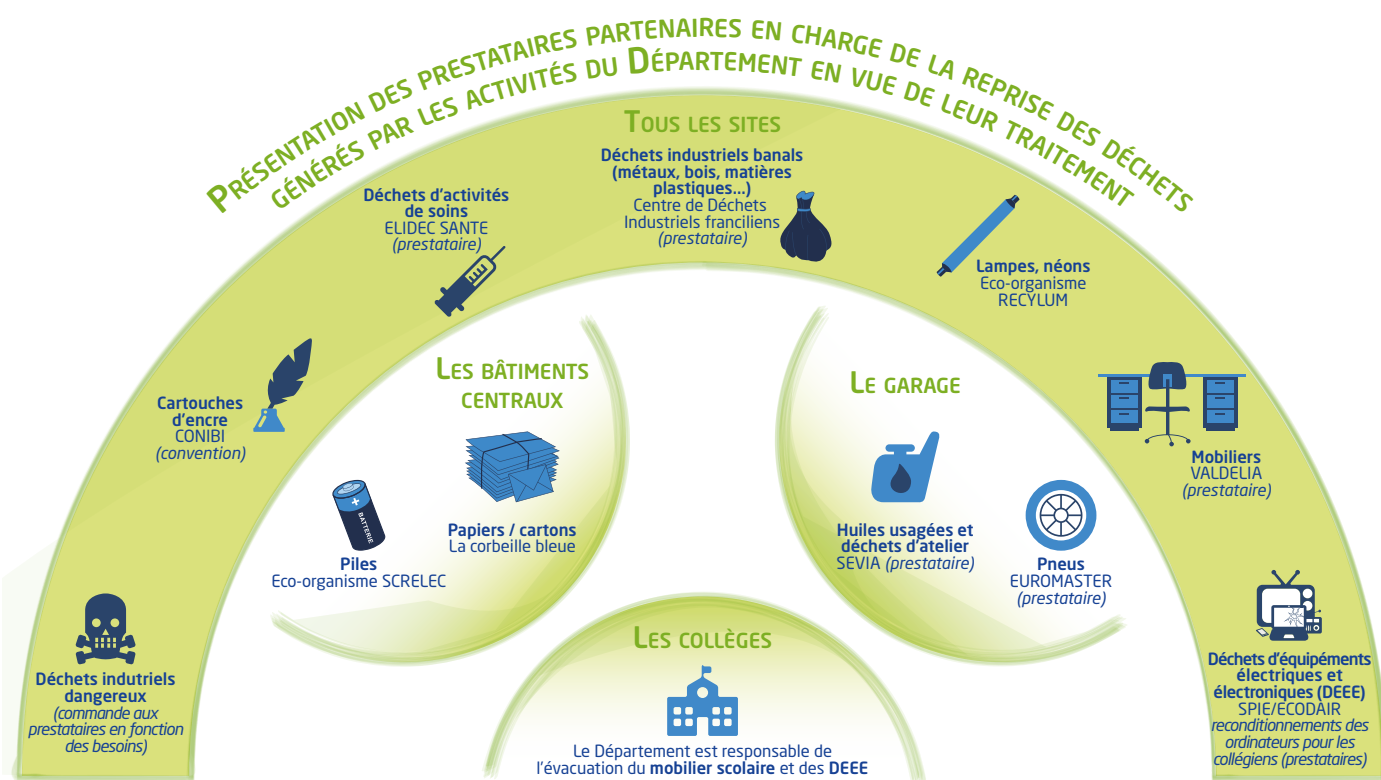 Présentation des prestataires partenaires en charge de la reprise des déchets
générés par les activités du Département en vue de leur traitement
Tous les sites
Déchets industriels banals
(métaux, bois, matières
plastiques...)
Centre de Déchets
Industriels franciliens
(prestataire)
Déchets d'activités
de soins
ELIDEC SANTE
(prestataire)
Lampes, néons
Eco-organisme
RECYLUM
Cartouches
d'encre
CONIBI
(convention)
Mobiliers
VALDELIA
(prestataire)
Déchets indutriels
dangereux
(commande aux
prestataires en fonction
des besoins)
Déchets d'équipéments
électriques et
électroniques (DEEE)
SPIE/ECODAIR
reconditionnements des
ordinateurs pour les
collégiens (prestataires)
Les bâtiments
centraux
BATTERIE
Piles
Eco-organisme SCRELEC
Papiers / cartons
La corbeille bleue
Le garage
Huiles usagées et
déchets d'atelier
SEVIA (prestataire)
Pneus
EUROMASTER
(prestataire)
Les collèges
Le Département est responsable de
l'évacuation du mobilier scolaire et des DEEE